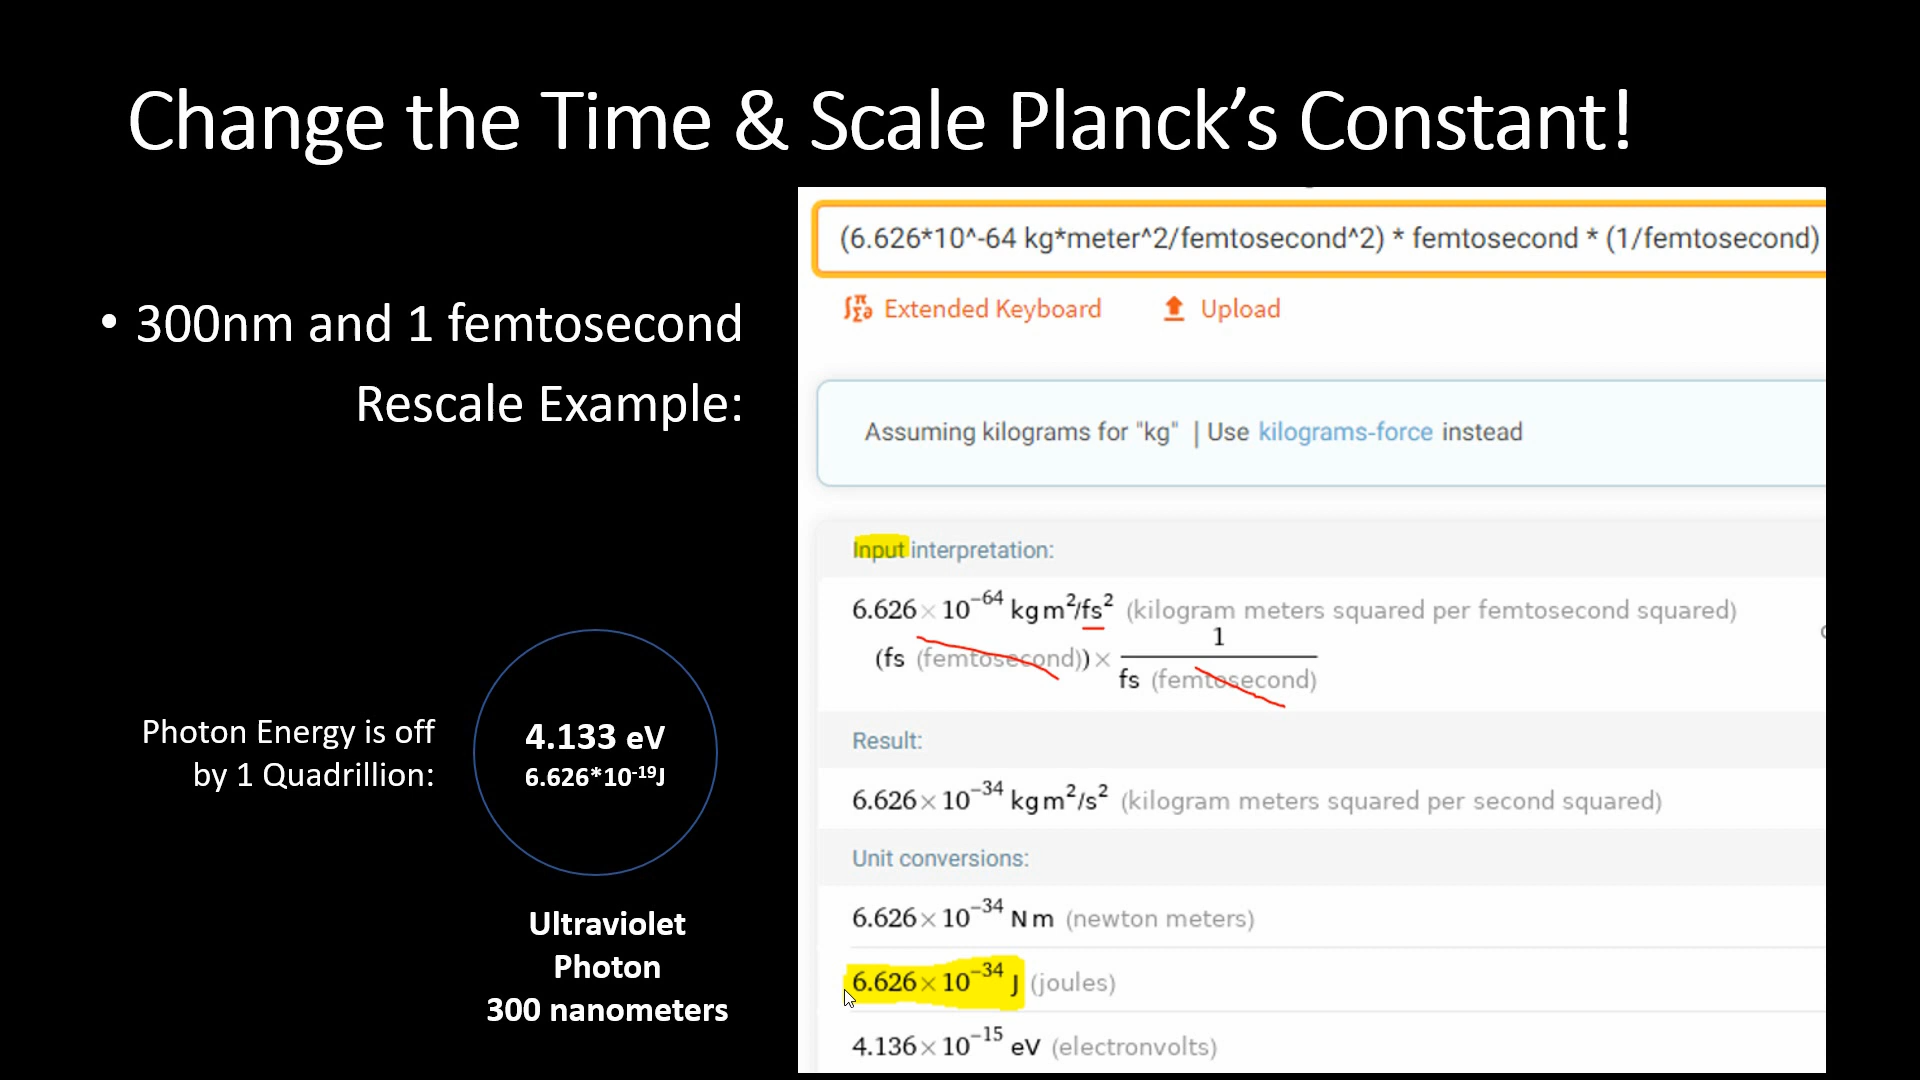 Change the Time & Scale Planck’s Constant!
• 300nm and 1 femtosecond
Rescale Example:
Photon Energy is off
by 1 Quadrillion:
4.133 eV
6.626*10⁻¹⁹J
Ultraviolet
Photon
300 nanometers
(6.626*10^-64 kg*meter^2/femtosecond^2) * femtosecond * (1/femtosecond)
Extended Keyboard
Upload
Assuming kilograms for "kg" | Use kilograms-force instead
Input interpretation:
6.626×10⁻⁶⁴ kg m²/fs² (kilogram meters squared per femtosecond squared)
(fs (femtosecond)) × 1
fs (femtosecond)
Result:
6.626×10⁻³⁴ kg m²/s² (kilogram meters squared per second squared)
Unit conversions:
6.626×10⁻³⁴ N m (newton meters)
6.626×10⁻³⁴ J (joules)
4.136×10⁻¹⁵ eV (electronvolts)